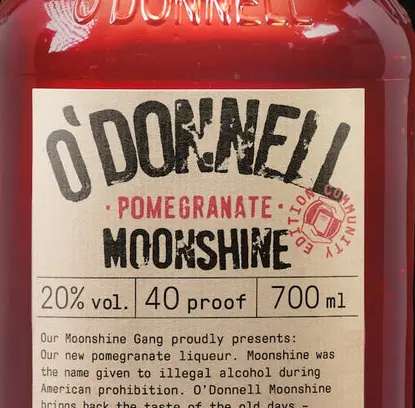 O'DONNELL
O'DONNELL
· POMEGRANATE ·
COMMUNITY EDITION
MOONSHINE
20% vol. 40 proof 700 ml
Our Moonshine Gang proudly presents:
Our new pomegranate liqueur. Moonshine was
the name given to illegal alcohol during
American prohibition. O'Donnell Moonshine
brings back the taste of the old days –